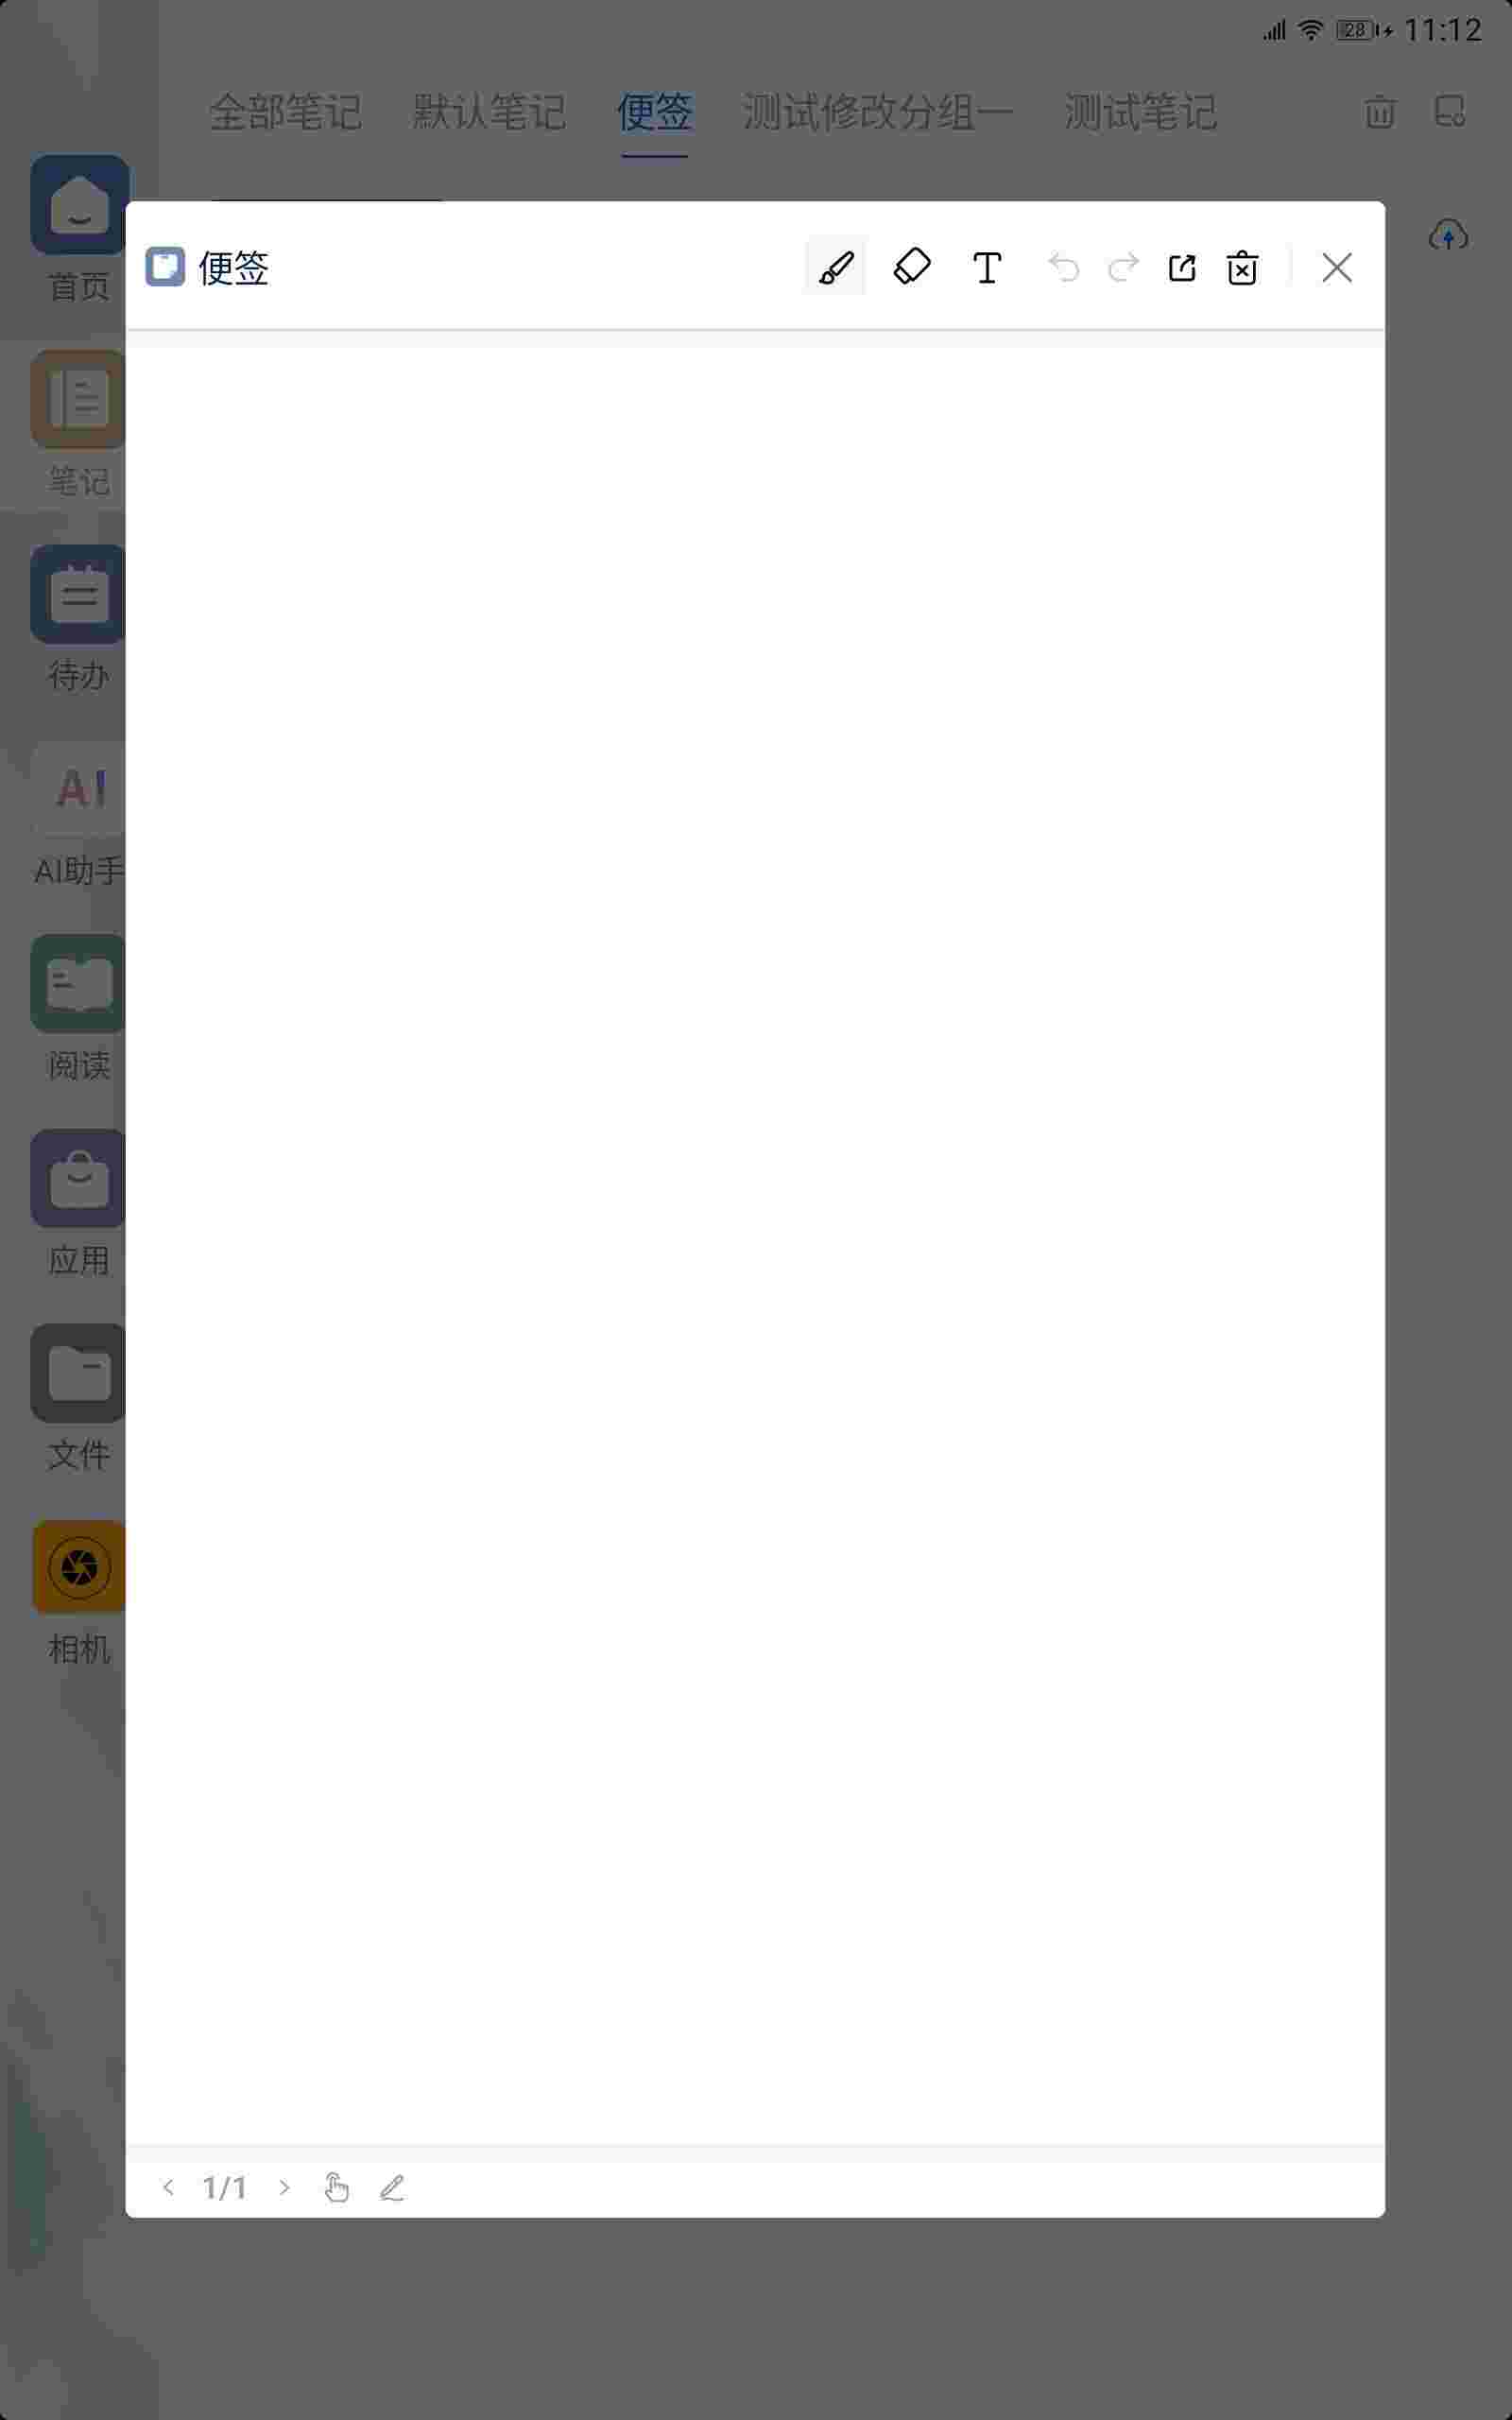 28 11:12
全部笔记 默认笔记 便签 测试修改分组一 测试笔记
首页
便签
笔记
待办
AI
AI助手
阅读
应用
文件
相机
1/1